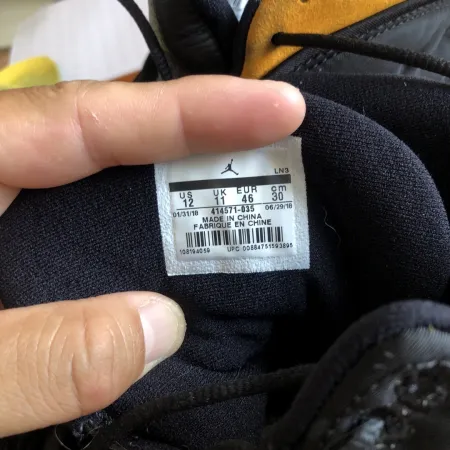 LN3
US UK EUR cm
12 11 46 30
01/31/18 414571-035 06/29/18
MADE IN CHINA
FABRIQUE EN CHINE
108194059 UPC 00884751593895